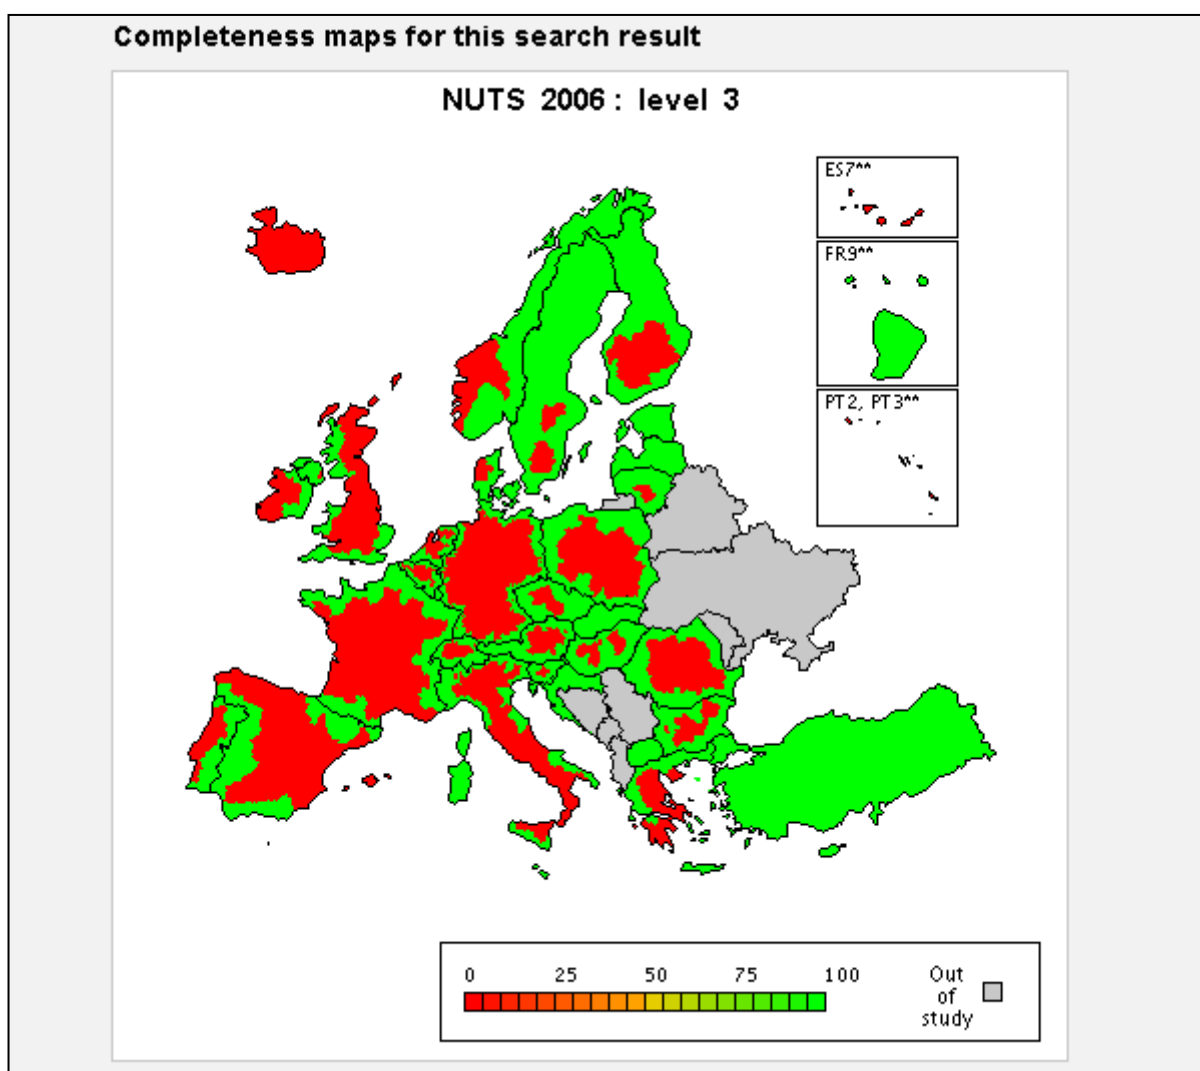 Completeness maps for this search result
NUTS 2006 : level 3
ES7^^
FR9^^
PT2, PT3^^
0 25 50 75 100
Out
of
study